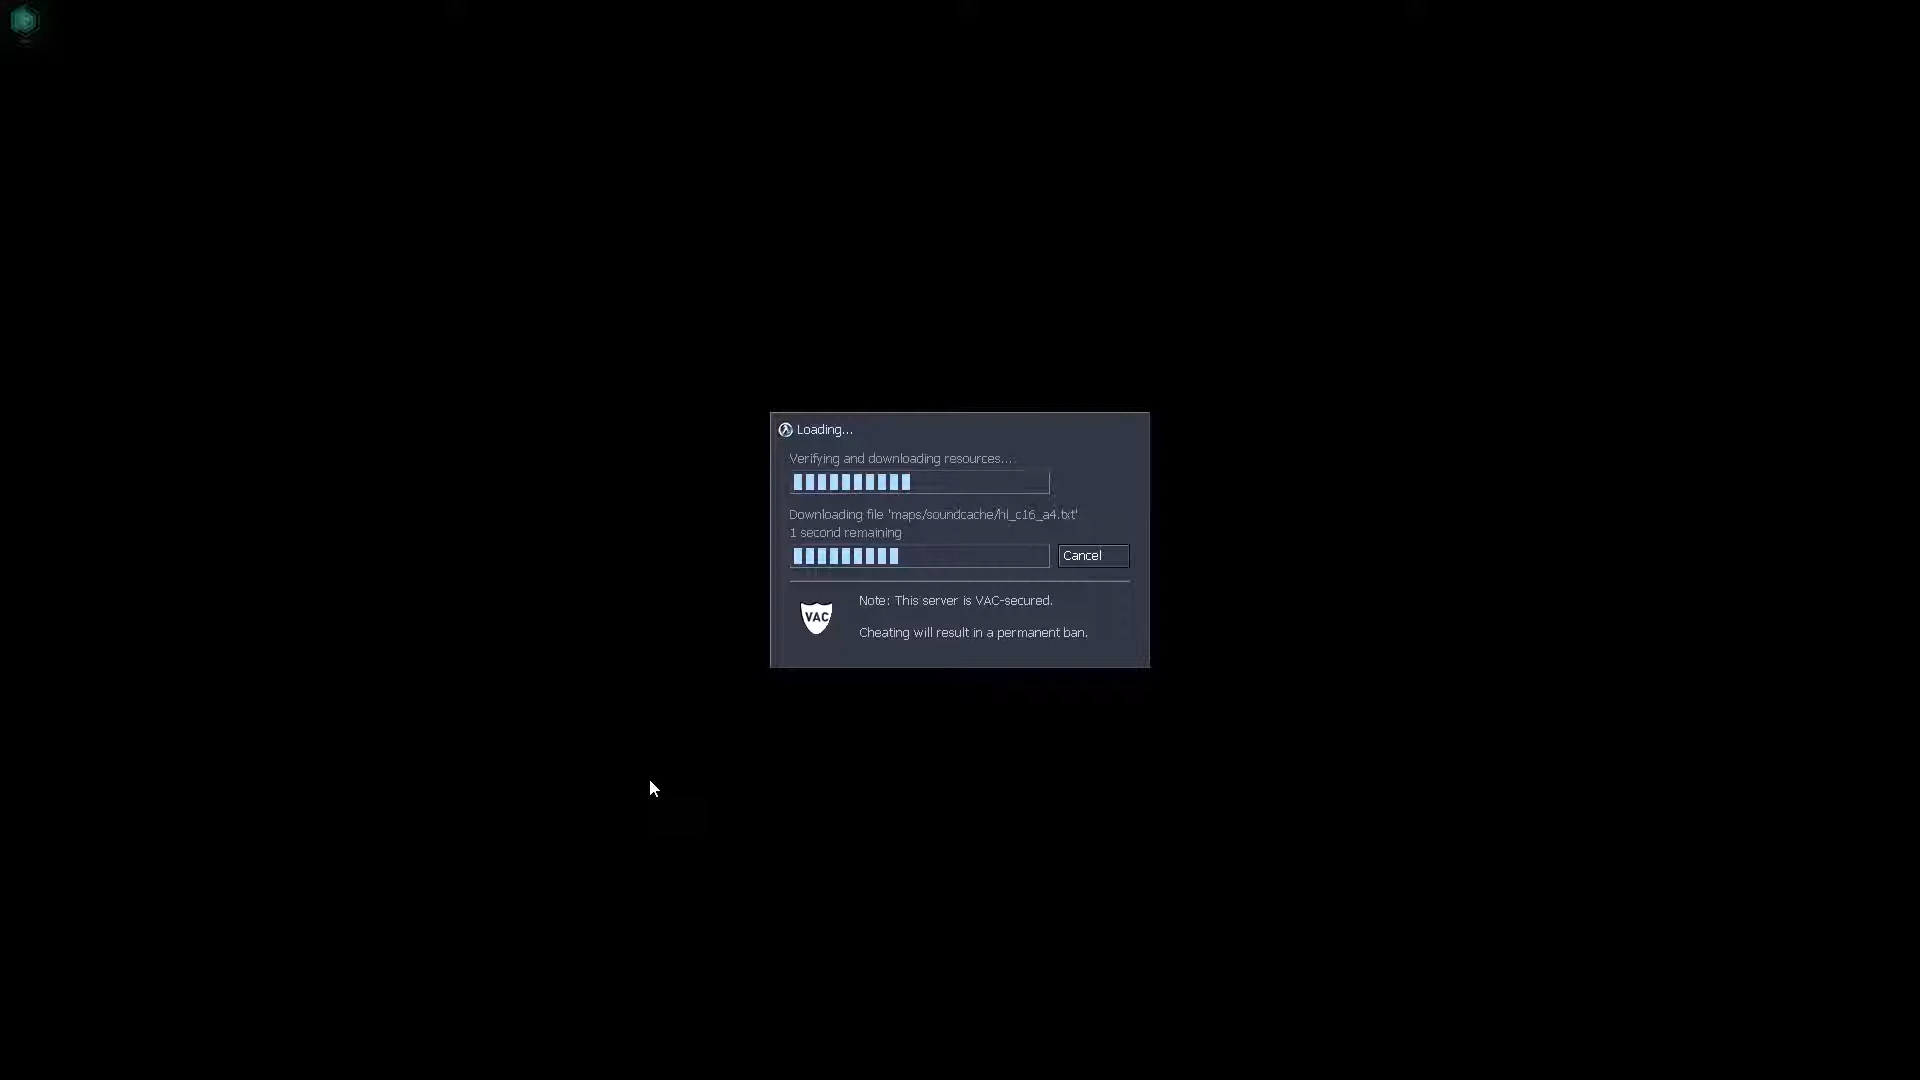 Loading...
Verifying and downloading resources...
Downloading file 'maps/soundcache/hl_c16_a4.txt'
1 second remaining
Cancel
VAC
Note: This server is VAC-secured.
Cheating will result in a permanent ban.